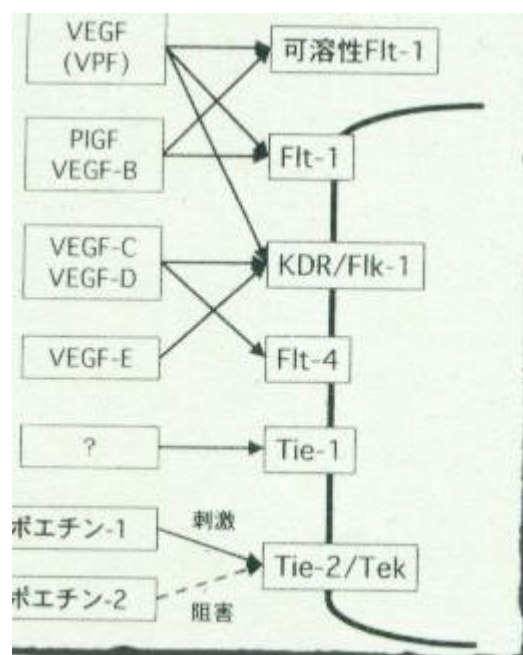 VEGF
(VPF)
可溶性Flt-1
PlGF
VEGF-B
Flt-1
VEGF-C
VEGF-D
KDR/Flk-1
VEGF-E
Flt-4
?
Tie-1
ポエチン-1
刺激
Tie-2/Tek
ポエチン-2
阻害